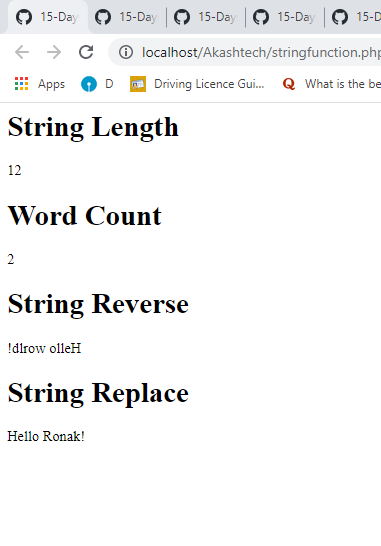 15-Day 15-Day 15-Day 15-Day 15-Day
localhost/Akashtech/stringfunction.php
Apps D Driving Licence Gui... What is the be
String Length
12
Word Count
2
String Reverse
!dlrow olleH
String Replace
Hello Ronak!